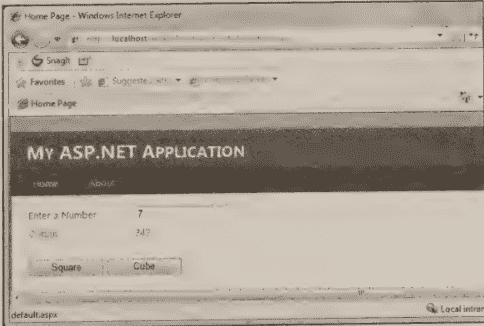 Home Page - Windows Internet Explorer
localhost
SnagIt
Favorites Suggeste
Home Page
MY ASP.NET APPLICATION
Home About
Enter a Number 7
343
Square Cube
default.aspx Local intran